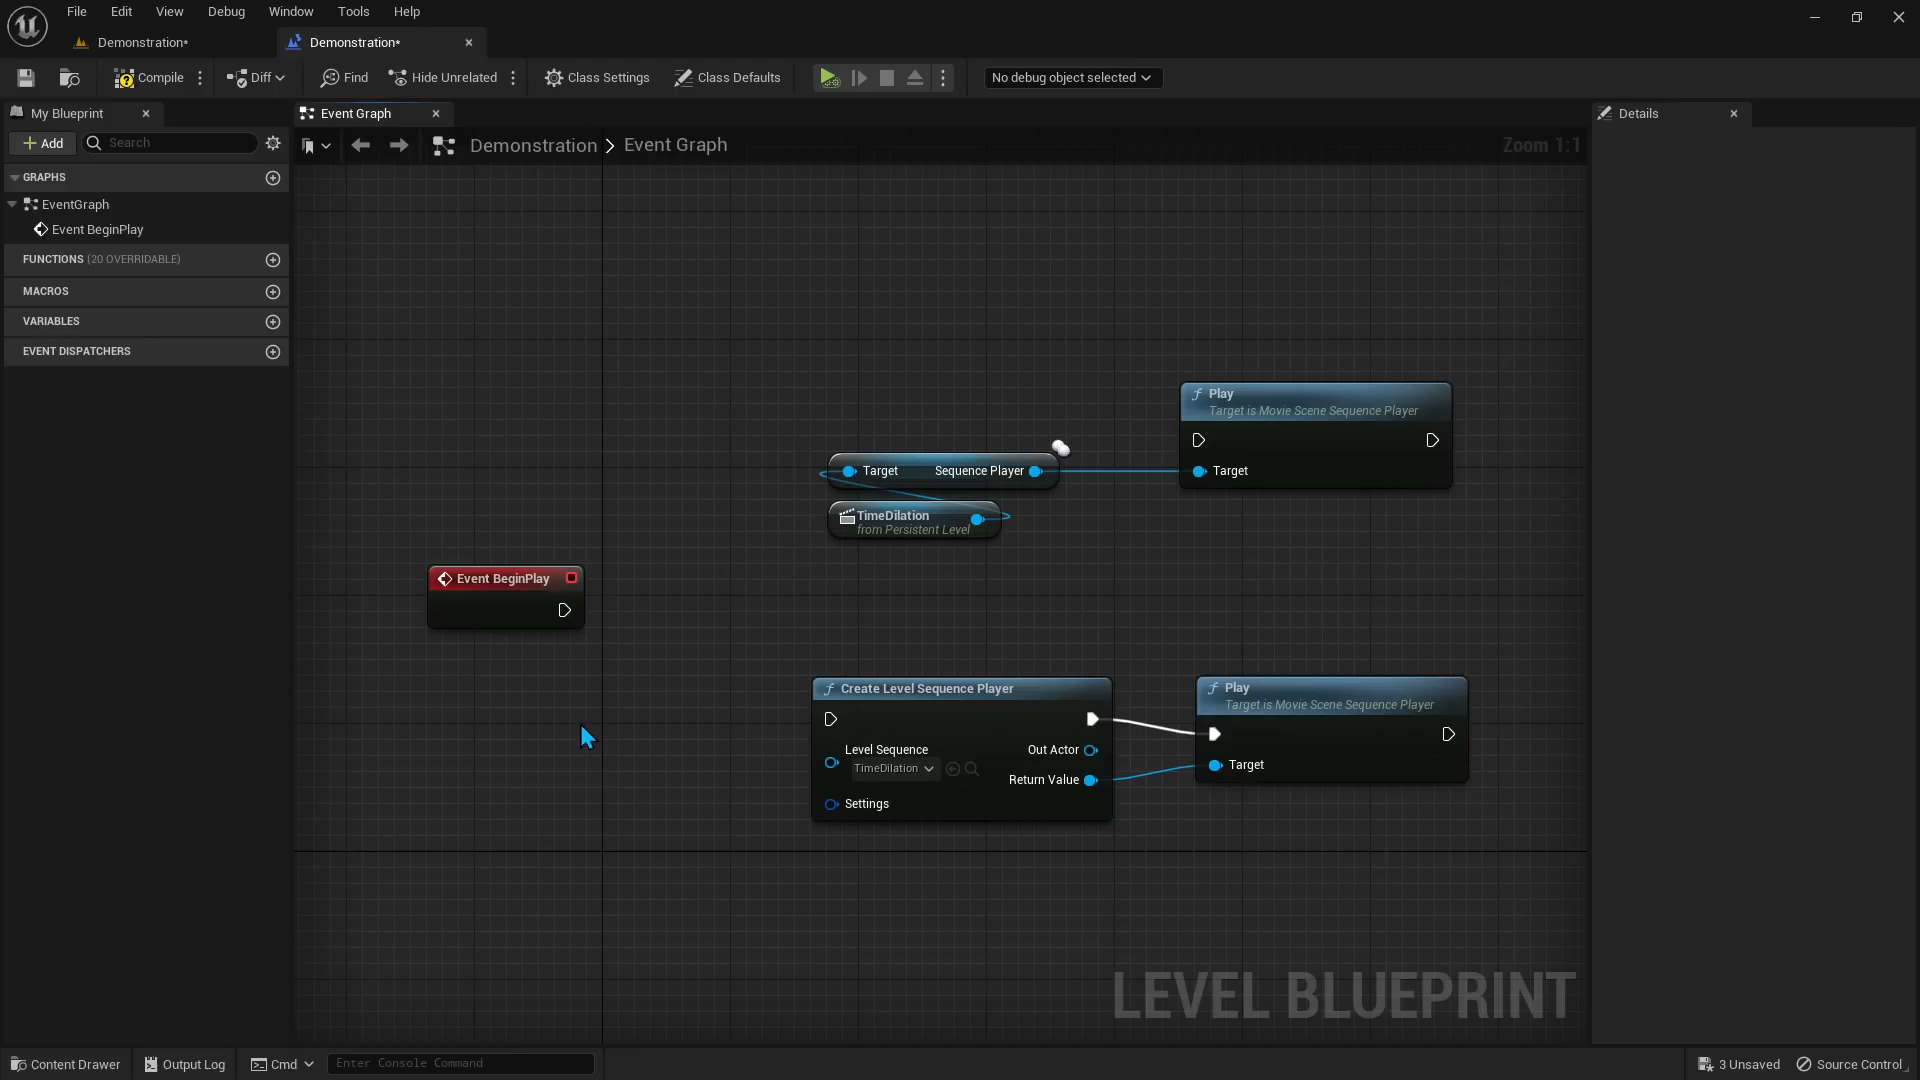 File Edit View Debug Window Tools Help
Demonstration*
Demonstration*
Compile
Diff
Find
Hide Unrelated
Class Settings
Class Defaults
No debug object selected
My Blueprint
Event Graph
Details
Add
Search
Demonstration > Event Graph
Zoom 1:1
GRAPHS
EventGraph
Event BeginPlay
FUNCTIONS (20 OVERRIDABLE)
MACROS
VARIABLES
EVENT DISPATCHERS
Play
Target is Movie Scene Sequence Player
Target
Target Sequence Player
TimeDilation
from Persistent Level
Event BeginPlay
Create Level Sequence Player
Level Sequence
TimeDilation
Settings
Out Actor
Return Value
Play
Target is Movie Scene Sequence Player
Target
LEVEL BLUEPRINT
Content Drawer
Output Log
Cmd
Enter Console Command
3 Unsaved
Source Control